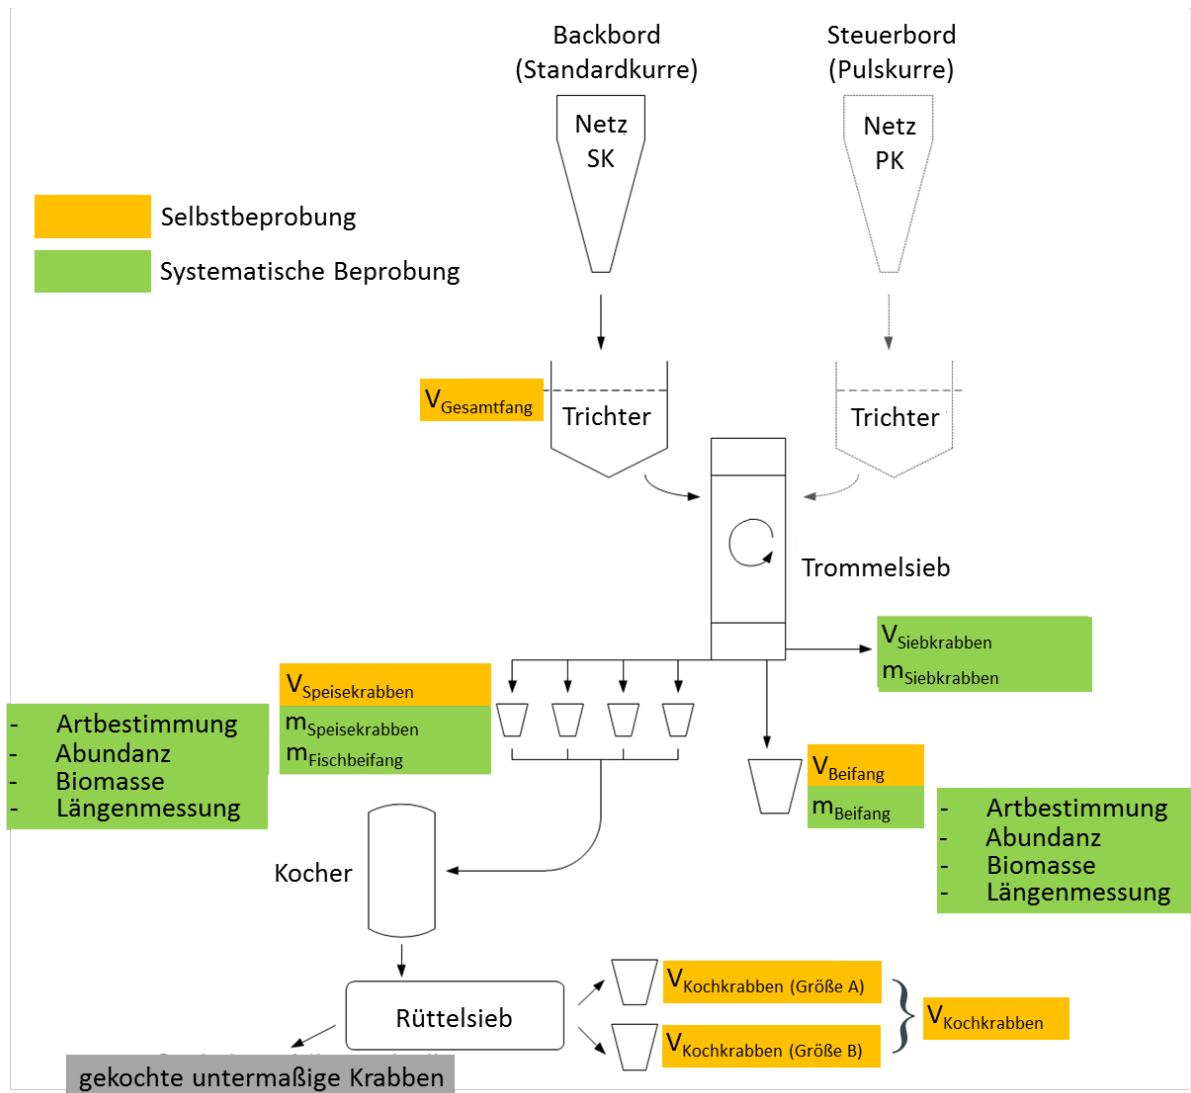 Backbord
(Standardkurre)
Steuerbord
(Pulskurre)
Netz
SK
Netz
PK
Selbstbeprobung
Systematische Beprobung
VGesamtfang
Trichter
Trichter
Trommelsieb
VSiebkrabben
mSiebkrabben
VSpeisekrabben
mSpeisekrabben
mFischbeifang
- Artbestimmung
- Abundanz
- Biomasse
- Längenmessung
VBeifang
mBeifang
- Artbestimmung
- Abundanz
- Biomasse
- Längenmessung
Kocher
Rüttelsieb
VKochkrabben (Größe A)
VKochkrabben (Größe B)
VKochkrabben
gekochte untermaßige Krabben